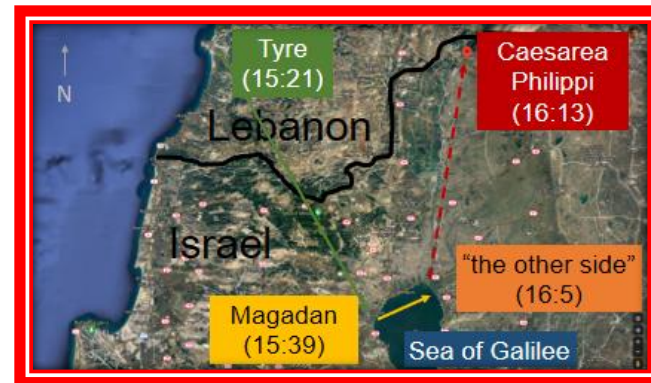 Tyre
(15:21)
Caesarea
Philippi
(16:13)
N
Lebanon
Israel
"the other side"
(16:5)
Magadan
(15:39)
Sea of Galilee